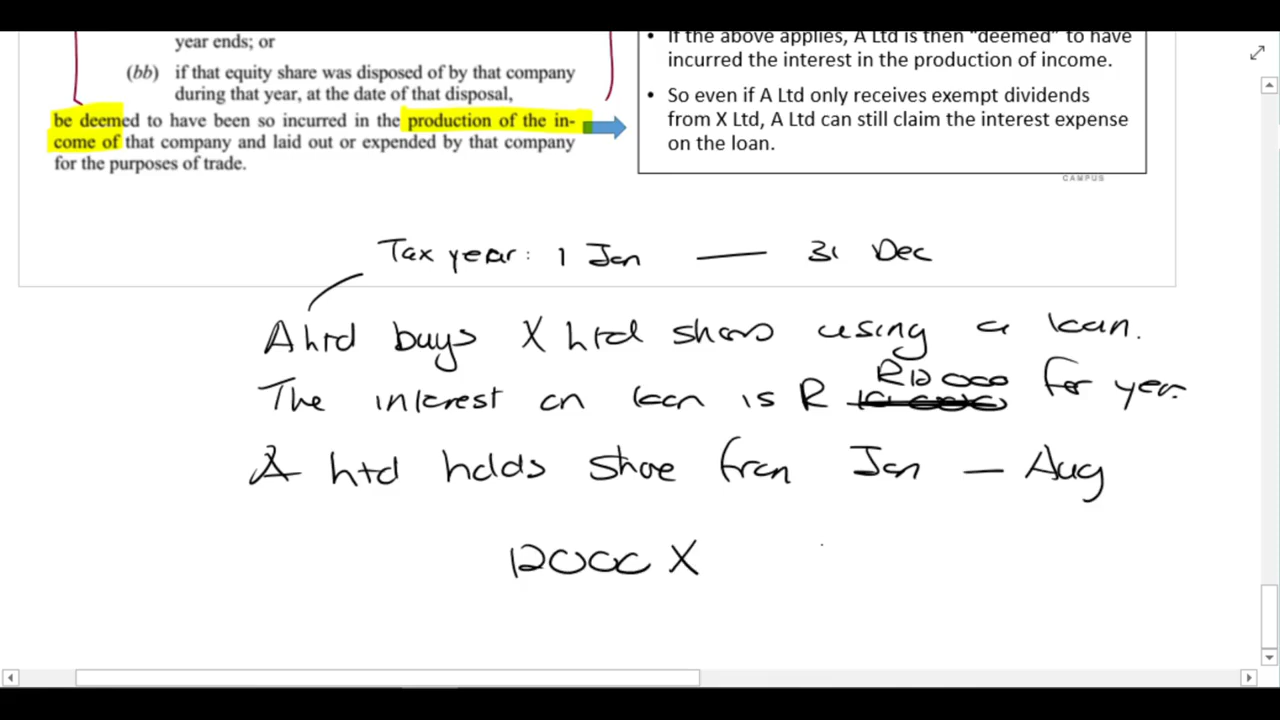 year ends; or
(bb) if that equity share was disposed of by that company
during that year, at the date of that disposal,
be deemed to have been so incurred in the production of the in-
come of that company and laid out or expended by that company
for the purposes of trade.
• If the above applies, A Ltd is then "deemed" to have
incurred the interest in the production of income.
• So even if A Ltd only receives exempt dividends
from X Ltd, A Ltd can still claim the interest expense
on the loan.
CAMPUS
Tax year: 1 Jan — 31 Dec
A Ltd buys X Ltd shares using a loan.
The interest on loan is R R12 000 for year.
A Ltd holds share from Jan — Aug
12000 X